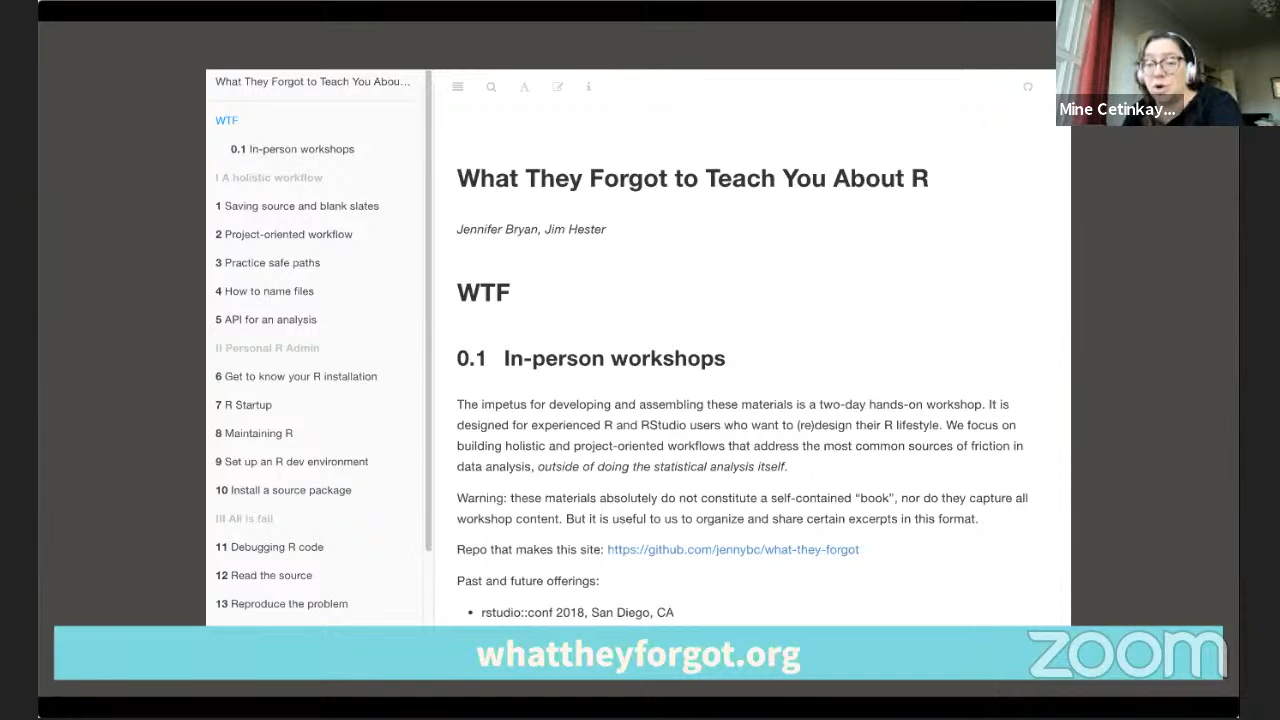 What They Forgot to Teach You Abou...
WTF
0.1 In-person workshops
I A holistic workflow
1 Saving source and blank slates
2 Project-oriented workflow
3 Practice safe paths
4 How to name files
5 API for an analysis
II Personal R Admin
6 Get to know your R installation
7 R Startup
8 Maintaining R
9 Set up an R dev environment
10 Install a source package
III All is fail
11 Debugging R code
12 Read the source
13 Reproduce the problem
What They Forgot to Teach You About R
Jennifer Bryan, Jim Hester
WTF
0.1 In-person workshops
The impetus for developing and assembling these materials is a two-day hands-on workshop. It is
designed for experienced R and RStudio users who want to (re)design their R lifestyle. We focus on
building holistic and project-oriented workflows that address the most common sources of friction in
data analysis, outside of doing the statistical analysis itself.
Warning: these materials absolutely do not constitute a self-contained “book”, nor do they capture all
workshop content. But it is useful to us to organize and share certain excerpts in this format.
Repo that makes this site: https://github.com/jennybc/what-they-forgot
Past and future offerings:
• rstudio::conf 2018, San Diego, CA
whattheyforgot.org
Mine Cetinkay...
zoom